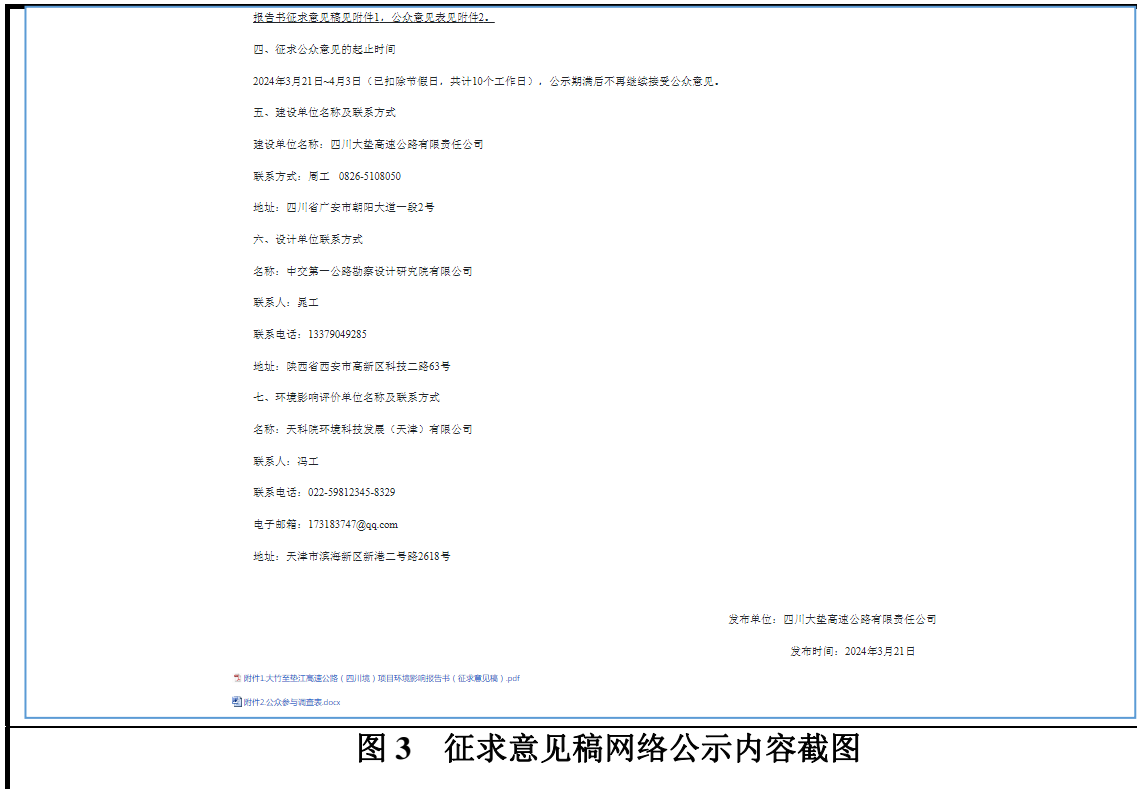 报告书征求意见稿见附件1，公众意见表见附件2。
四、征求公众意见的起止时间
2024年3月21日~4月3日（已扣除节假日，共计10个工作日），公示期满后不再继续接受公众意见。
五、建设单位名称及联系方式
建设单位名称：四川大垫高速公路有限责任公司
联系方式：周工 0826-5108050
地址：四川省广安市朝阳大道一段2号
六、设计单位联系方式
名称：中交第一公路勘察设计研究院有限公司
联系人：晁工
联系电话：13379049285
地址：陕西省西安市高新区科技二路63号
七、环境影响评价单位名称及联系方式
名称：天科院环境科技发展（天津）有限公司
联系人：冯工
联系电话：022-59812345-8329
电子邮箱：173183747@qq.com
地址：天津市滨海新区新港二号路2618号
发布单位：四川大垫高速公路有限责任公司
发布时间：2024年3月21日
附件1.大竹至垫江高速公路（四川境）项目环境影响报告书（征求意见稿）.pdf
附件2.公众参与调查表.docx
图 3 征求意见稿网络公示内容截图